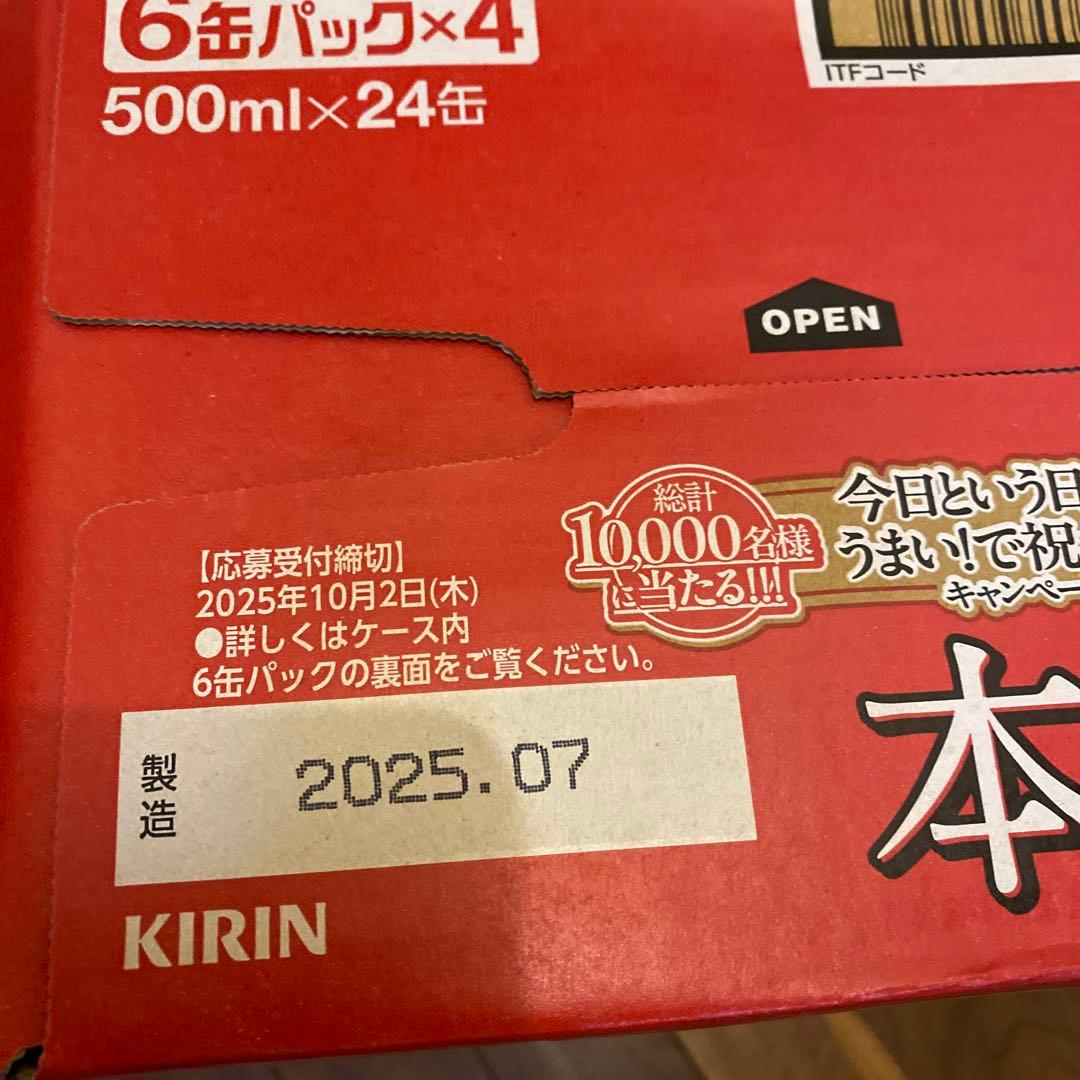 6缶パック×4
500ml×24缶
ITFコード
OPEN
総計
10,000名様
に当たる!!!
今日という日
うまい!で祝
キャンペー
【応募受付締切】
2025年10月2日(木)
●詳しくはケース内
6缶パックの裏面をご覧ください。
製造
2025.07
本
KIRIN